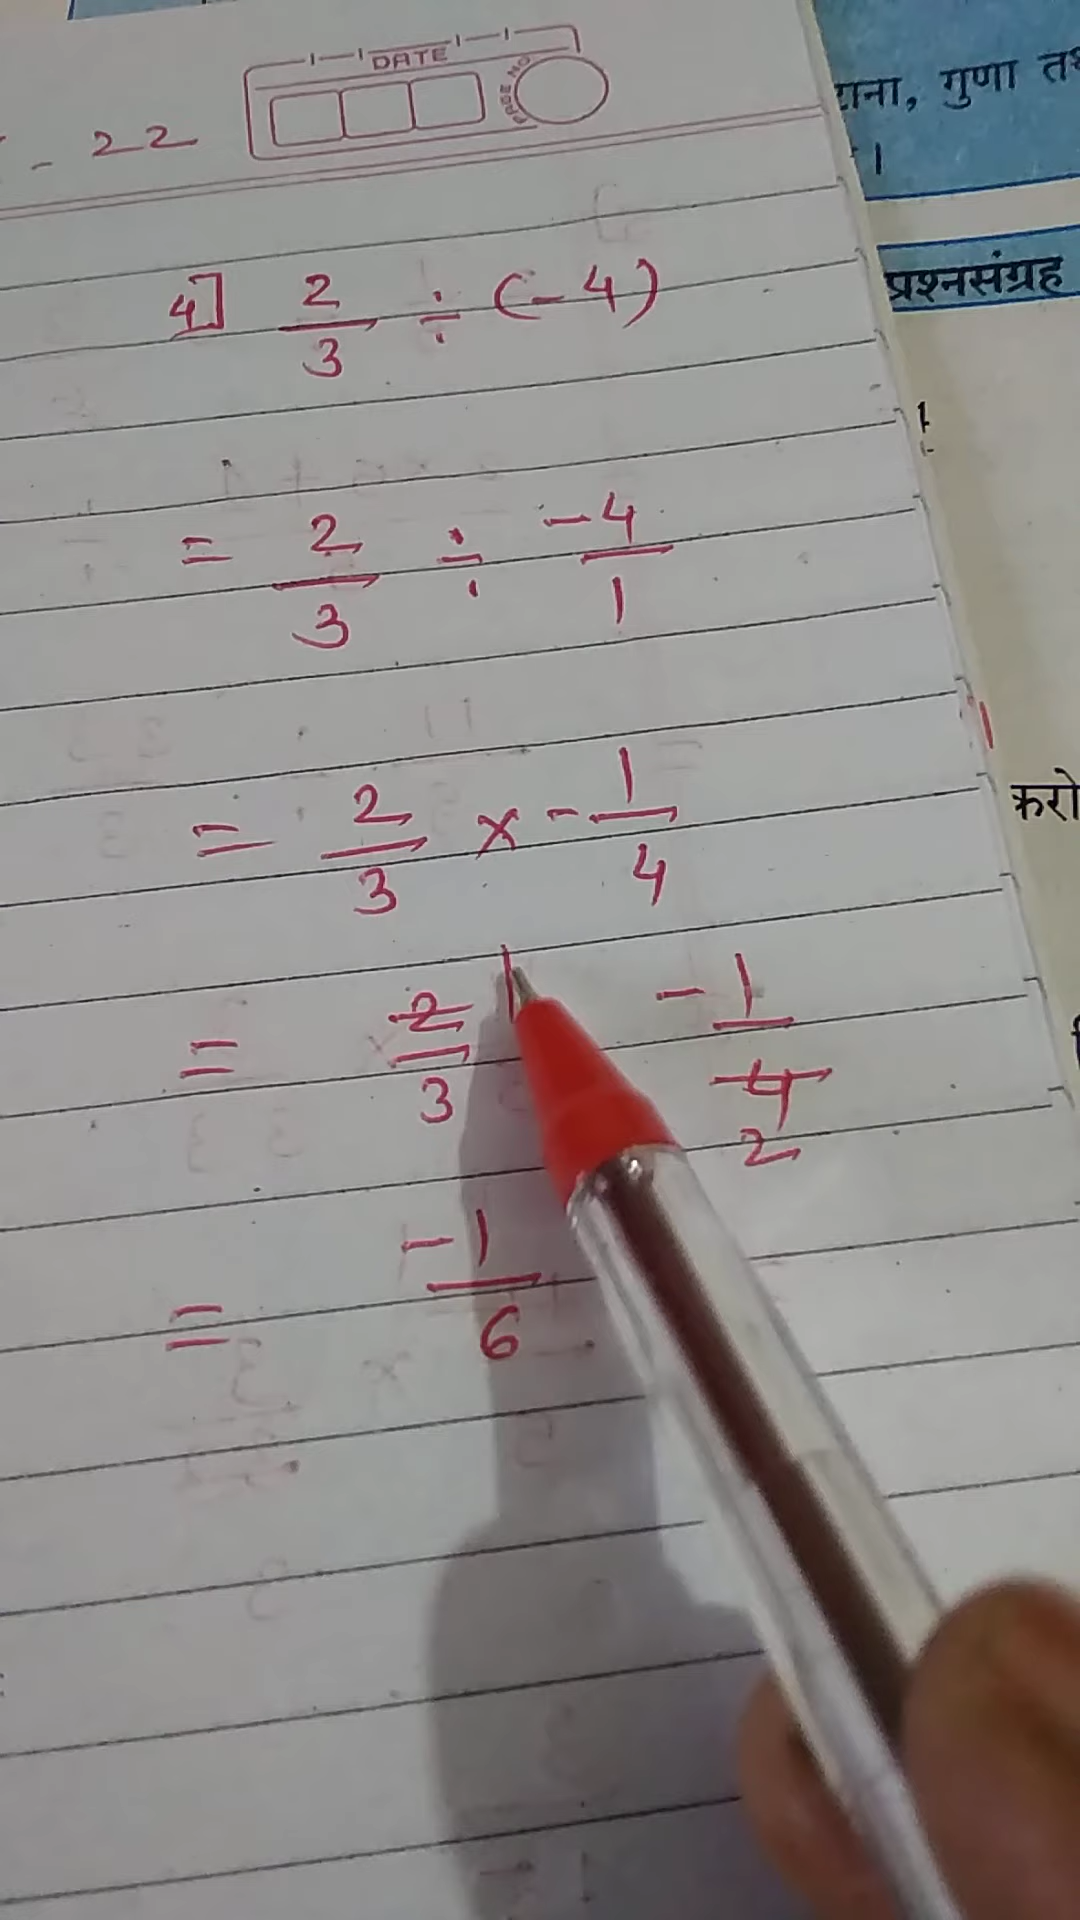 DATE
PAGE NO
- 22
गुणा
।
प्रश्नसंग्रह
4] 2/3 ÷ (-4)
= 2/3 ÷ -4/1
= 2/3 × - 1/4
करो
= 2/3 1 - 1/4 2
= -1/6